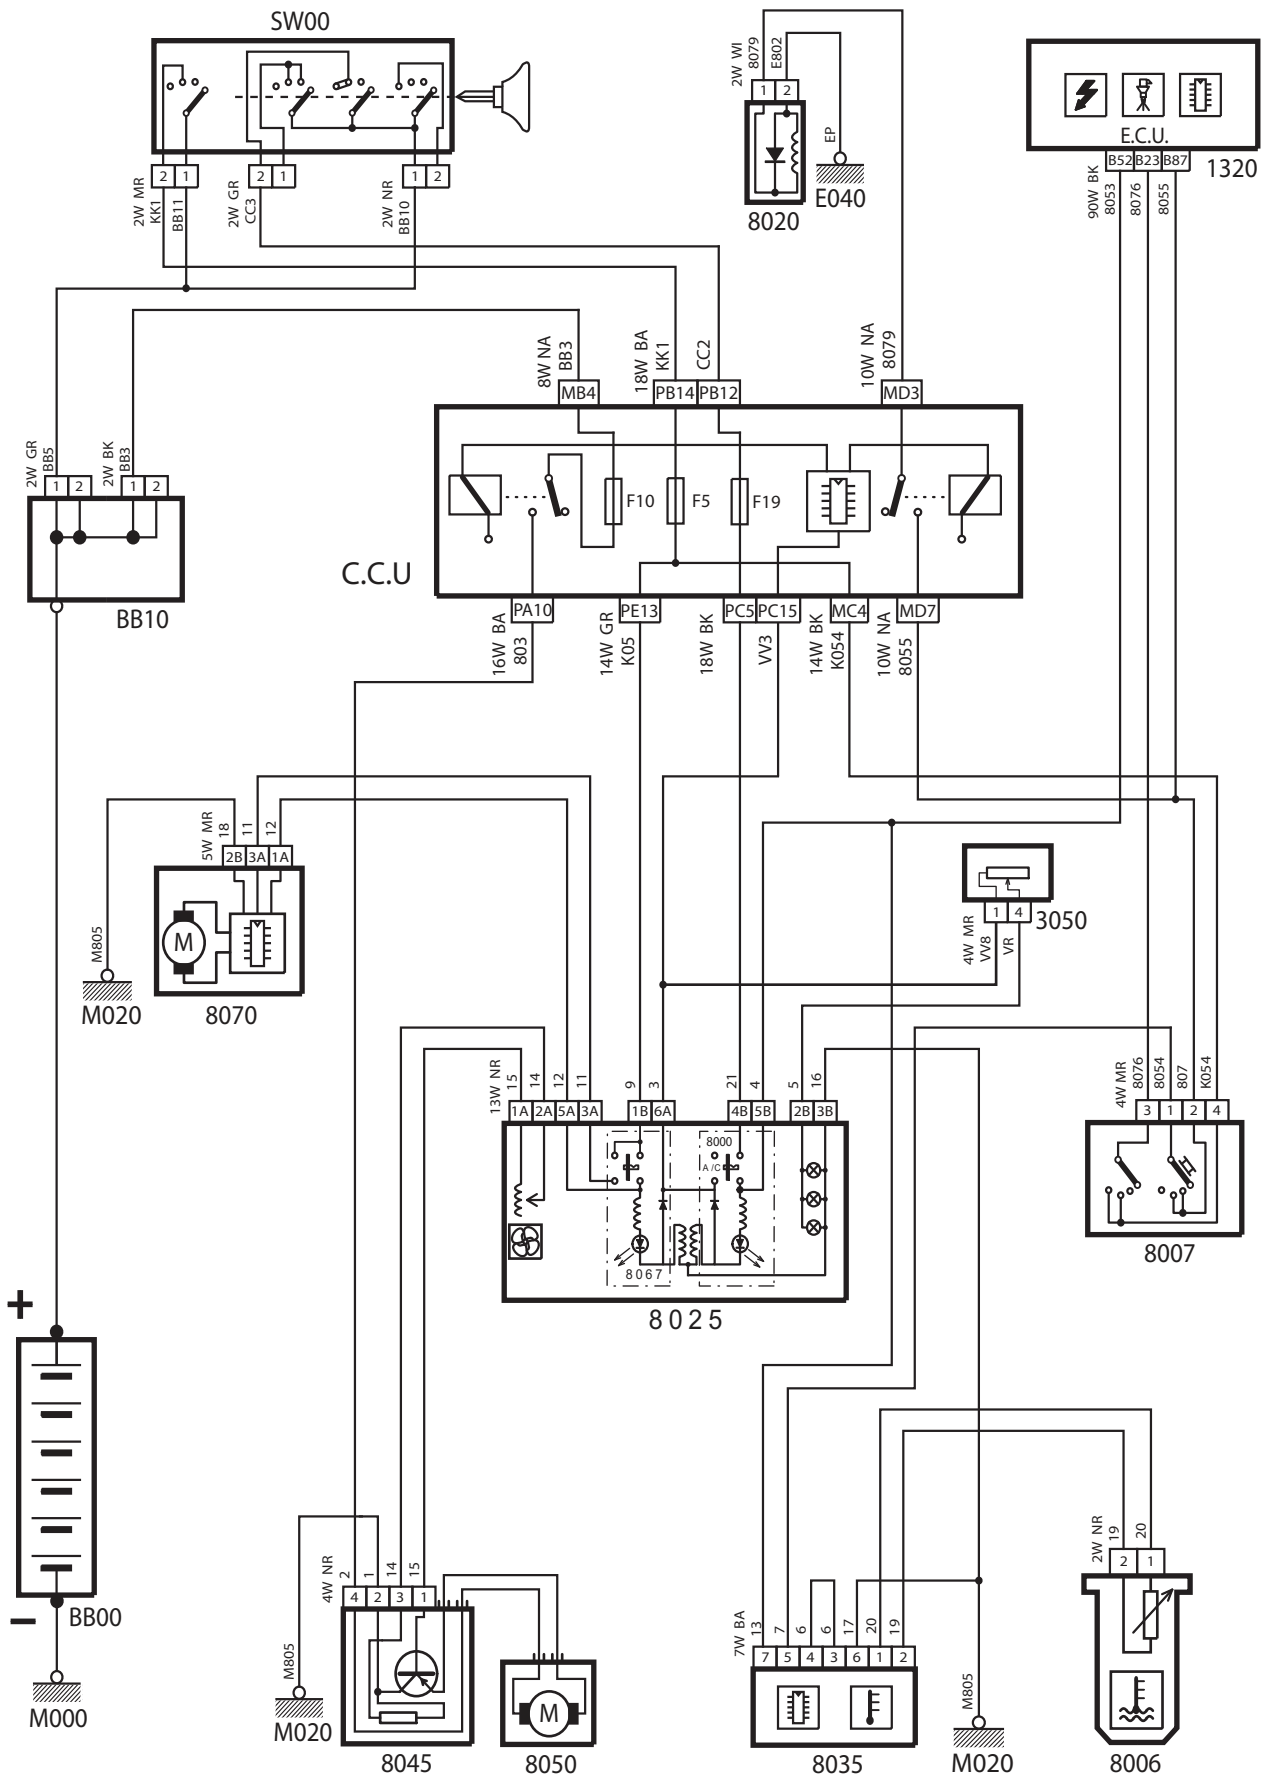 SW00
2 1 2 1 1 2
2W MR
KK1
BB11
2W GR
CC3
2W NR
BB10
2W WI
8079
E802
1 2
8020
EP
E040
E.C.U.
B52 B23 B87
1320
90W BK
8053
8076
8055
8W NA
BB3
18W BA
KK1
CC2
10W NA
8079
MB4 PB14 PB12 MD3
F10 F5 F19
C.C.U
PA10 PE13 PC5 PC15 MC4 MD7
16W BA
803
14W GR
K05
18W BK
VV3
14W BK
K054
10W NA
8055
2W GR
BB5
2W BK
BB3
1 2 1 2
BB10
5W MR
18
11
12
2B 3A 1A
M
8070
M805
M020
1 4
3050
4W MR
VV8
VR
13W NR
15
14
12
11
9
3
21
4
5
16
1A 2A 5A 3A 1B 6A 4B 5B 2B 3B
8000
A/C
8067
8025
4W MR
8076
8054
807
K054
3 1 2 4
8007
+
−
BB00
M000
4W NR
2
1
14
15
4 2 3 1
M805
M020
8045
M
8050
7W BA
13
7
6
6
17
20
19
7 5 4 3 6 1 2
8035
M805
M020
2W NR
19
20
2 1
8006